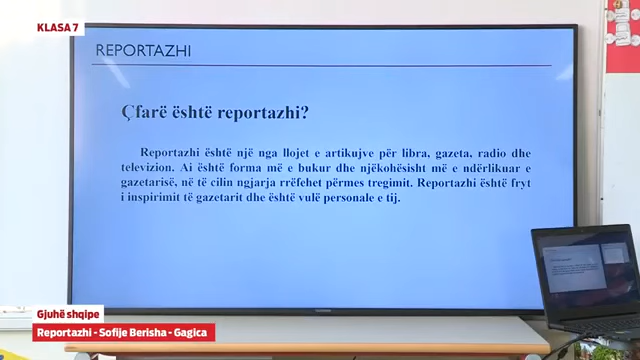 KLASA 7
REPORTAZHI
Çfarë është reportazhi?
Reportazhi është një nga llojet e artikujve për libra, gazeta, radio dhe
televizion. Ai është forma më e bukur dhe njëkohësisht më e ndërlikuar e
gazetarisë, në të cilin ngjarja rrëfehet përmes tregimit. Reportazhi është fryt
i inspirimit të gazetarit dhe është vulë personale e tij.
Gjuhë shqipe
Reportazhi - Sofije Berisha - Gagica